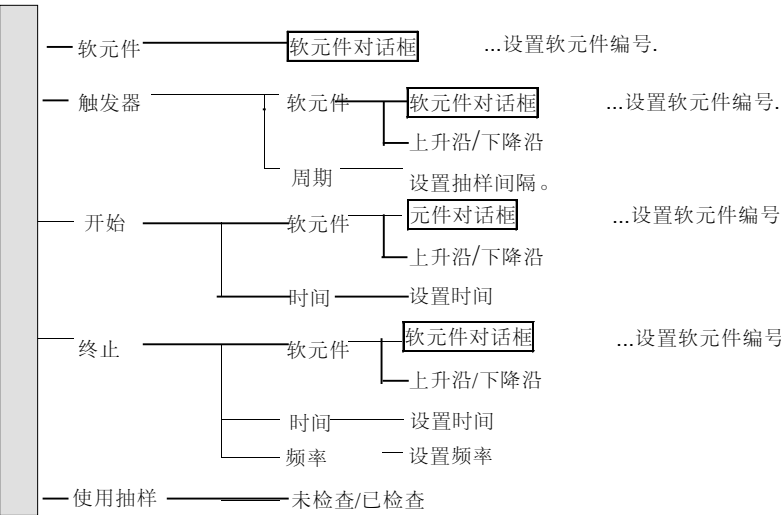 软元件 软元件对话框 ...设置软元件编号.
触发器 软元件 软元件对话框 ...设置软元件编号.
上升沿/下降沿
周期 设置抽样间隔。
开始 软元件 元件对话框 ...设置软元件编号
上升沿/下降沿
时间 设置时间
终止 软元件 软元件对话框 ...设置软元件编号
上升沿/下降沿
时间 设置时间
频率 设置频率
使用抽样 未检查/已检查